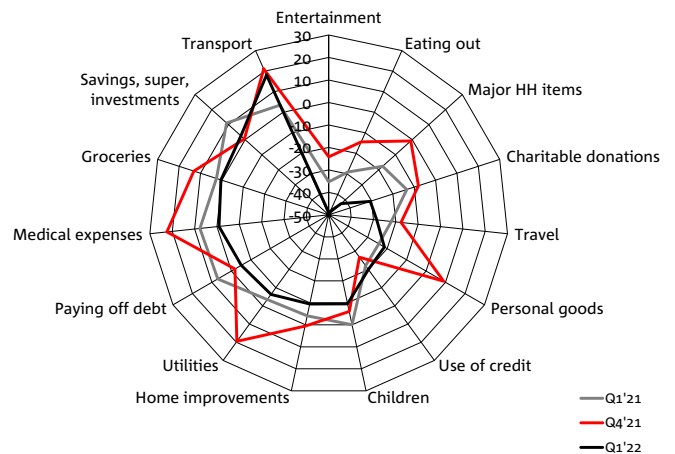 Entertainment
Eating out
Major HH items
Charitable donations
Travel
Personal goods
Use of credit
Children
Home improvements
Utilities
Paying off debt
Medical expenses
Groceries
Savings, super,
investments
Transport
30
20
10
0
-10
-20
-30
-40
-50
Q1'21
Q4'21
Q1'22